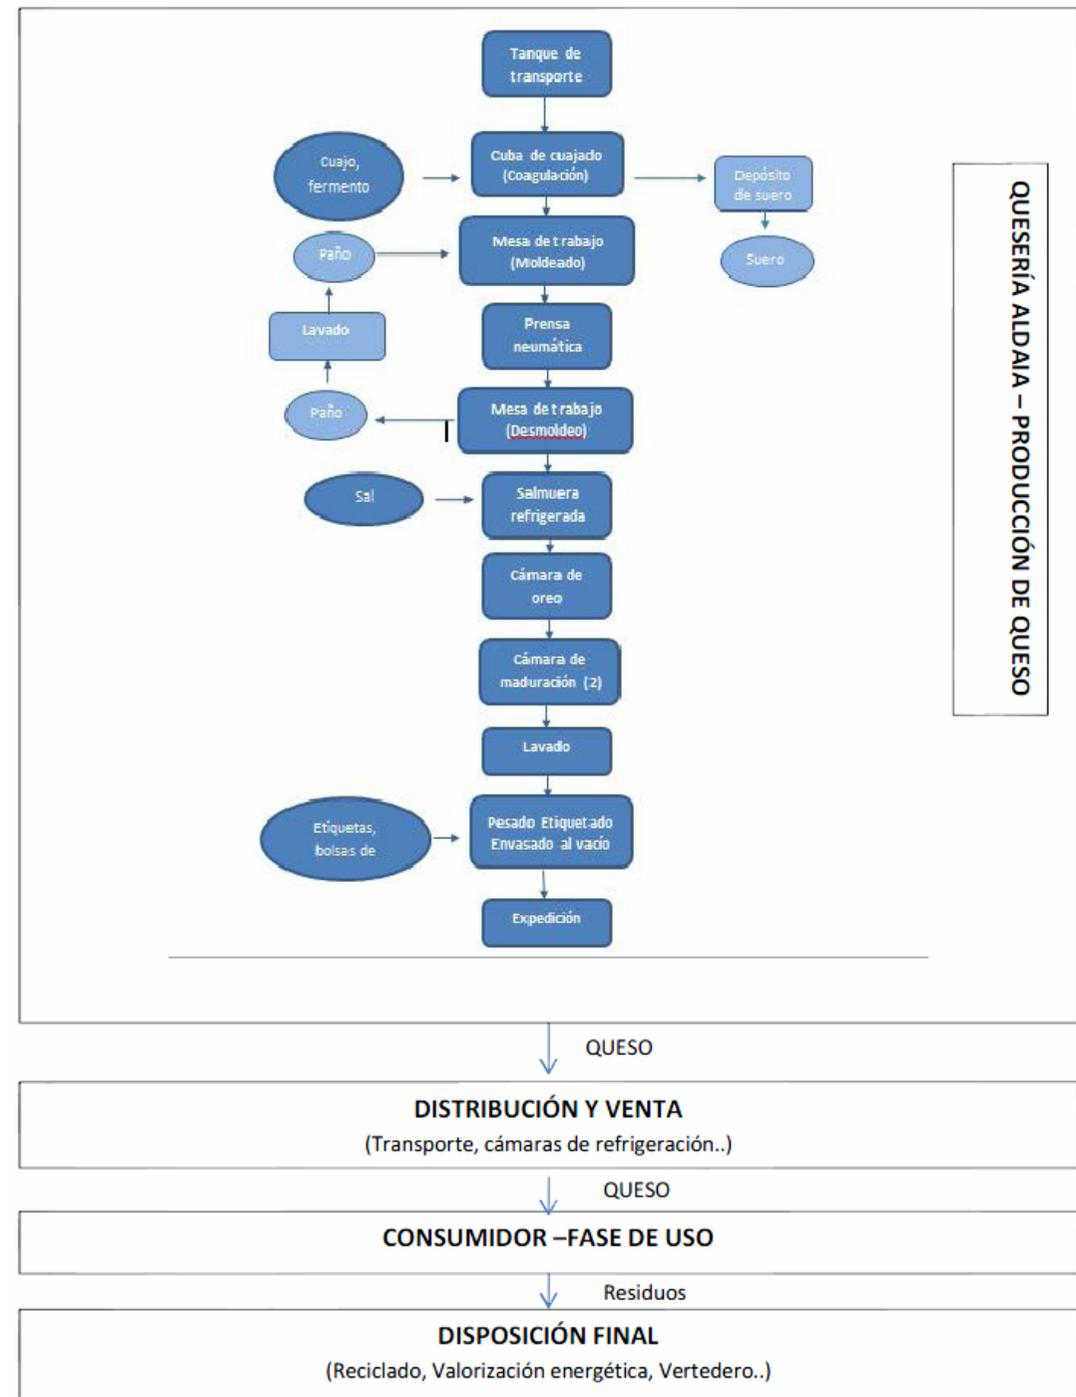 Tanque de
transporte
Cuajo,
fermento
Cuba de cuajado
(Coagulación)
Depósito
de suero
Paño
Mesa de trabajo
(Moldeado)
Suero
Lavado
Prensa
neumática
Paño
Mesa de trabajo
(Desmoldeo)
Sal
Salmuera
refrigerada
Cámara de
oreo
Cámara de
maduración (2)
Lavado
Etiquetas,
bolsas de
Pesado Etiquetado
Envasado al vacío
Expedición
QUESERÍA ALDAIA – PRODUCCIÓN DE QUESO
QUESO
DISTRIBUCIÓN Y VENTA
(Transporte, cámaras de refrigeración..)
QUESO
CONSUMIDOR –FASE DE USO
Residuos
DISPOSICIÓN FINAL
(Reciclado, Valorización energética, Vertedero..)